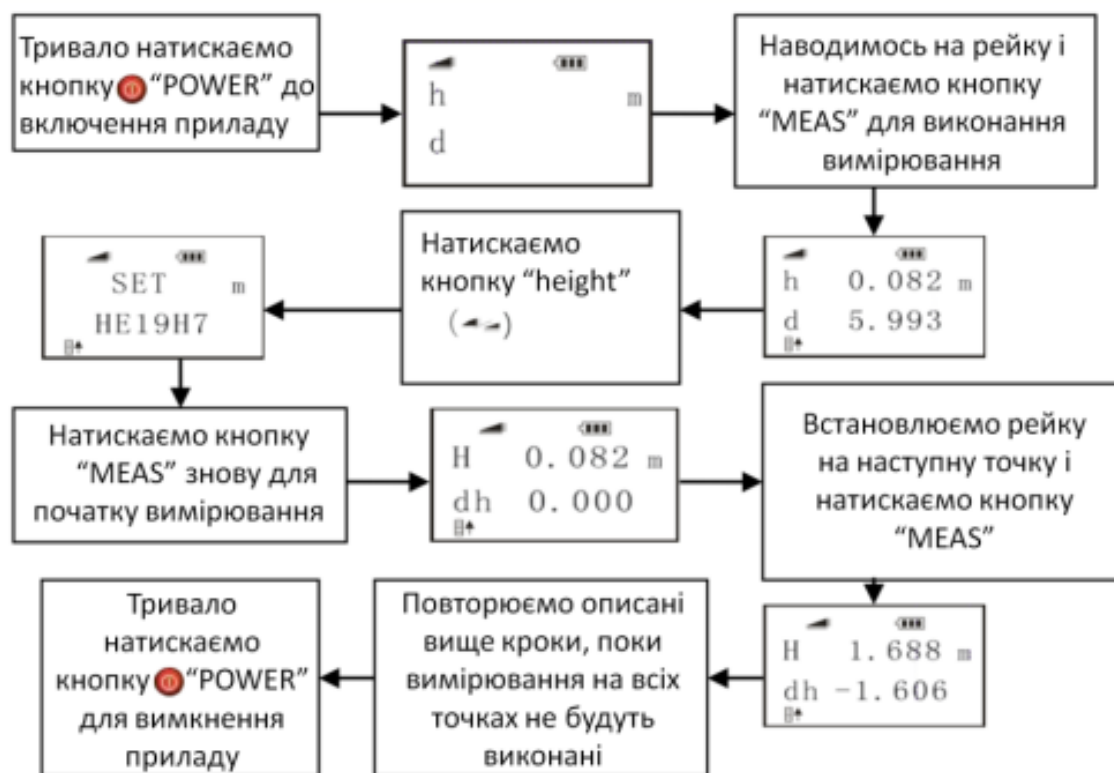 Тривало натискаємо
кнопку "POWER" до
включення приладу
h m
d
Наводимось на рейку і
натискаємо кнопку
"MEAS" для виконання
вимірювання
h 0.082 m
d 5.993
Натискаємо
кнопку "height"
( )
SET m
HE19H7
Натискаємо кнопку
"MEAS" знову для
початку вимірювання
H 0.082 m
dh 0.000
Встановлюємо рейку
на наступну точку і
натискаємо кнопку
"MEAS"
H 1.688 m
dh -1.606
Повторюємо описані
вище кроки, поки
вимірювання на всіх
точках не будуть
виконані
Тривало
натискаємо
кнопку "POWER"
для вимкнення
приладу